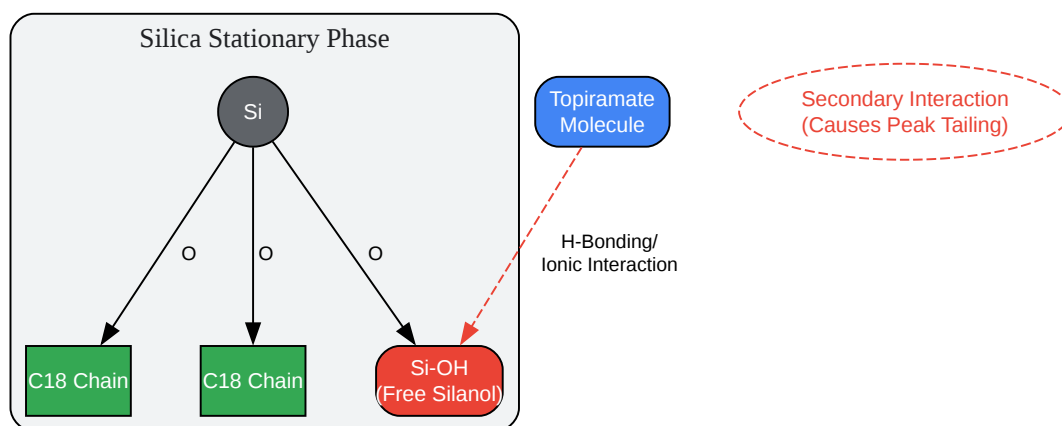 Silica Stationary Phase
Si
Topiramate
Molecule
Secondary Interaction
(Causes Peak Tailing)
O
O
O
H-Bonding/
Ionic Interaction
C18 Chain
C18 Chain
Si-OH
(Free Silanol)